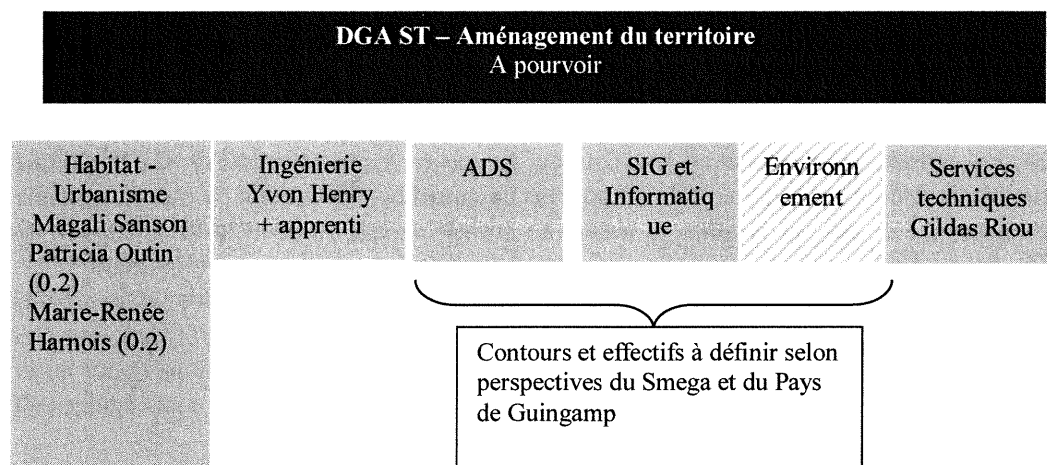 DGA ST – Aménagement du territoire
A pourvoir
Habitat -
Urbanisme
Magali Sanson
Patricia Outin
(0.2)
Marie-Renée
Harnois (0.2)
Ingénierie
Yvon Henry
+ apprenti
ADS
SIG et
Informatiq
ue
Environn
ement
Services
techniques
Gildas Riou
Contours et effectifs à définir selon
perspectives du Smega et du Pays
de Guingamp